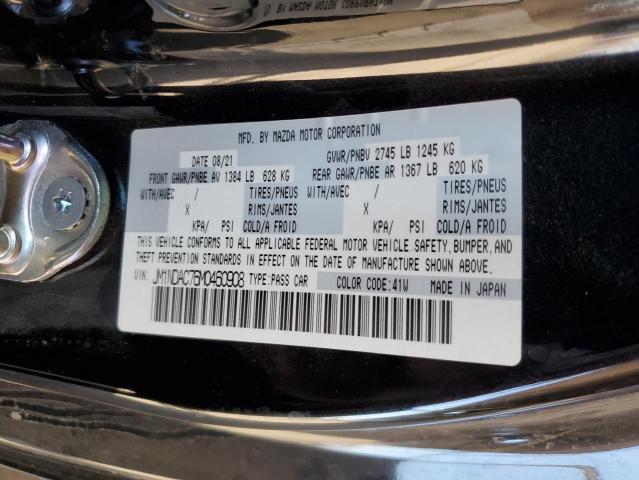 MFD. BY MAZDA MOTOR CORPORATION
DATE 08/21 GVWR/PNBV 2745 LB 1245 KG
FRONT GAWR/PNBE AV 1384 LB 628 KG REAR GAWR/PNBE AR 1367 LB 620 KG
WITH/AVEC / TIRES/PNEUS WITH/AVEC / TIRES/PNEUS
X RIMS/JANTES X RIMS/JANTES
KPA/ PSI COLD/A FROID KPA/ PSI COLD/A FROID
THIS VEHICLE CONFORMS TO ALL APPLICABLE FEDERAL MOTOR VEHICLE SAFETY, BUMPER, AND
THEFT PREVENTION STANDARDS IN EFFECT ON THE DATE OF MANUFACTURE SHOWN ABOVE.
VIN: JM1NDAC76M0460908 TYPE:PASS CAR COLOR:41W MADE IN JAPAN